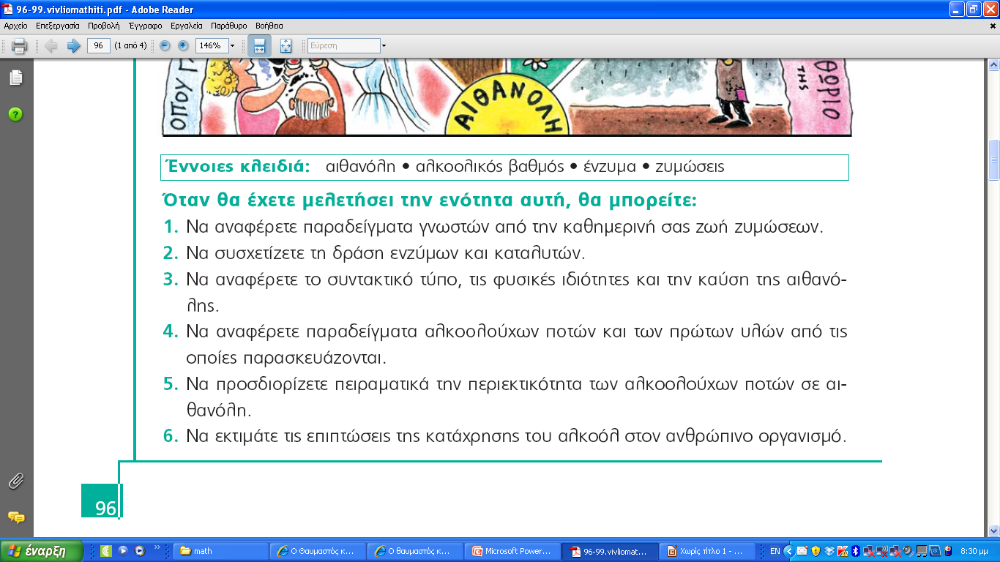 96-99.vivliomathiti.pdf - Adobe Reader
Αρχείο Επεξεργασία Προβολή Έγγραφο Εργαλεία Παράθυρο Βοήθεια
96 (1 από 4) 146% Εύρεση
ΟΠΟΥ
ΑΙΘΑΝΟΛΗ
ΤΗΣ
Έννοιες κλειδιά: αιθανόλη • αλκοολικός βαθμός • ένζυμα • ζυμώσεις
Όταν θα έχετε μελετήσει την ενότητα αυτή, θα μπορείτε:
1. Να αναφέρετε παραδείγματα γνωστών από την καθημερινή σας ζωή ζυμώσεων.
2. Να συσχετίζετε τη δράση ενζύμων και καταλυτών.
3. Να αναφέρετε το συντακτικό τύπο, τις φυσικές ιδιότητες και την καύση της αιθανό-
λης.
4. Να αναφέρετε παραδείγματα αλκοολούχων ποτών και των πρώτων υλών από τις
οποίες παρασκευάζονται.
5. Να προσδιορίζετε πειραματικά την περιεκτικότητα των αλκοολούχων ποτών σε αι-
θανόλη.
6. Να εκτιμάτε τις επιπτώσεις της κατάχρησης του αλκοόλ στον ανθρώπινο οργανισμό.
96
έναρξη math Ο Θαυμαστός κ... Ο θαυμαστός κ... Microsoft Power... 96-99.vivliomat... Χωρίς τίτλο 1 - ... EN 8:30 μμ